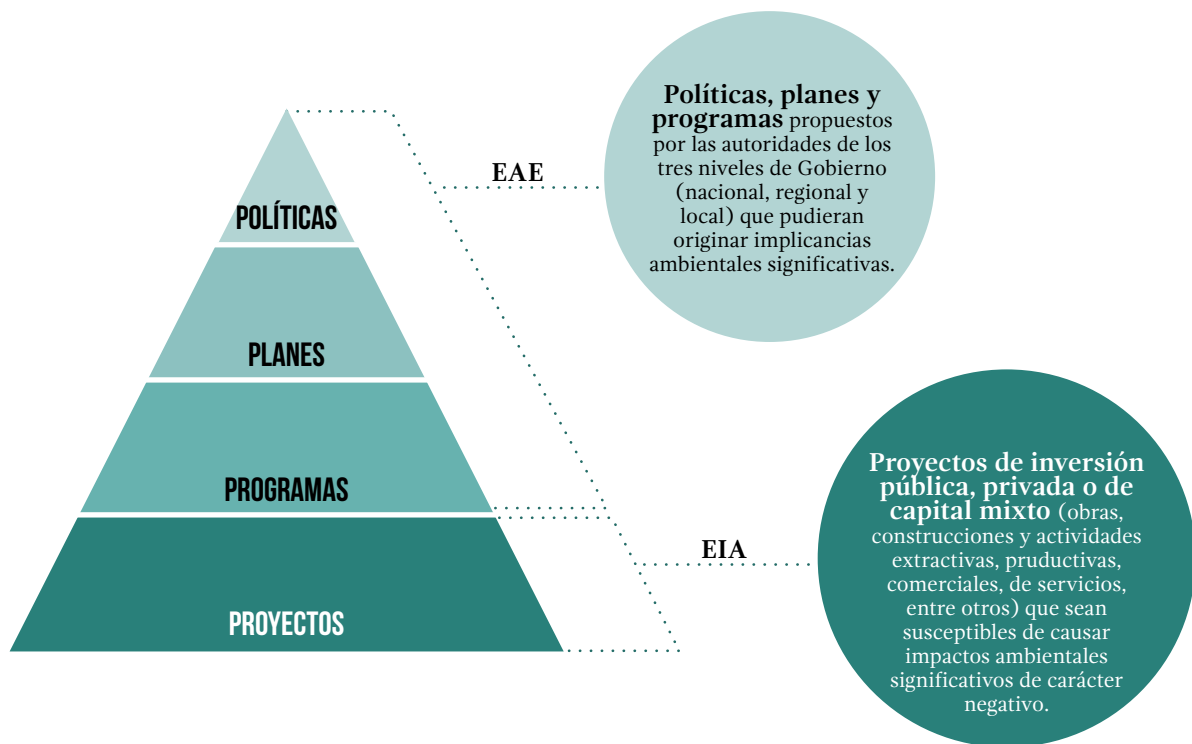 Políticas, planes y
programas propuestos
por las autoridades de los
tres niveles de Gobierno
(nacional, regional y
local) que pudieran
originar implicancias
ambientales significativas.
EAE
POLÍTICAS
PLANES
PROGRAMAS
PROYECTOS
EIA
Proyectos de inversión
pública, privada o de
capital mixto (obras,
construcciones y actividades
extractivas, pruductivas,
comerciales, de servicios,
entre otros) que sean
susceptibles de causar
impactos ambientales
significativos de carácter
negativo.